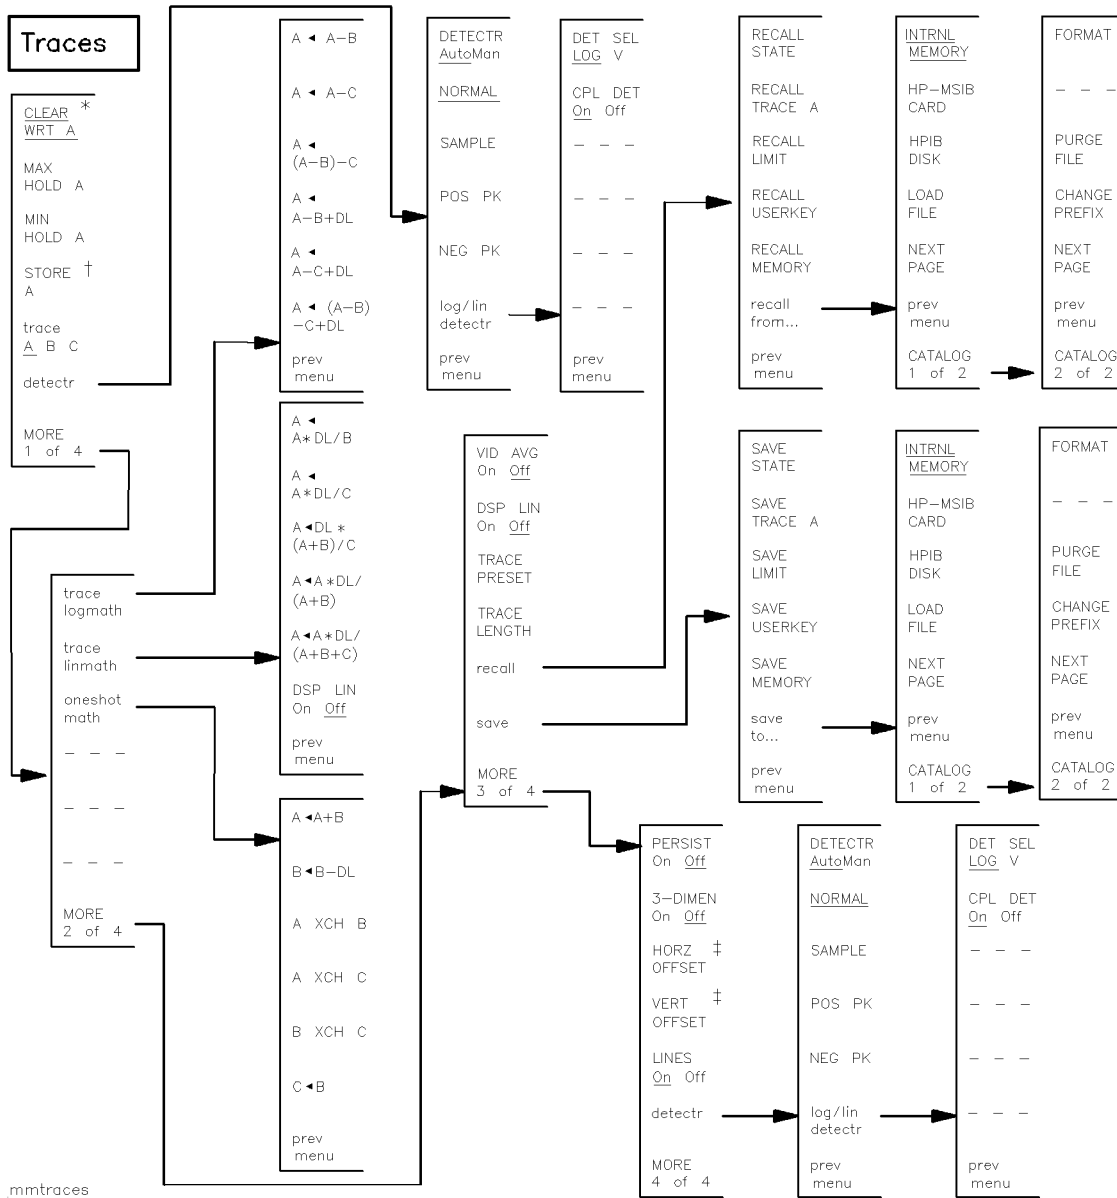 Traces
CLEAR *
WRT A
MAX
HOLD A
MIN
HOLD A
STORE †
A
trace
A B C
detectr
MORE
1 of 4
trace
logmath
trace
linmath
oneshot
math
– – –
– – –
– – –
MORE
2 of 4
A ◄ A–B
A ◄ A–C
A ◄
(A–B)–C
A ◄
A–B+DL
A ◄
A–C+DL
A ◄ (A–B)
–C+DL
prev
menu
A ◄
A*DL/B
A ◄
A*DL/C
A◄DL *
(A+B)/C
A◄A*DL/
(A+B)
A◄A*DL/
(A+B+C)
DSP LIN
On Off
prev
menu
A ◄A+B
B◄B–DL
A XCH B
A XCH C
B XCH C
C◄B
prev
menu
DETECTR
AutoMan
NORMAL
SAMPLE
POS PK
NEG PK
log/lin
detectr
prev
menu
DET SEL
LOG V
CPL DET
On Off
– – –
– – –
– – –
– – –
prev
menu
VID AVG
On Off
DSP LIN
On Off
TRACE
PRESET
TRACE
LENGTH
recall
save
MORE
3 of 4
RECALL
STATE
RECALL
TRACE A
RECALL
LIMIT
RECALL
USERKEY
RECALL
MEMORY
recall
from...
prev
menu
INTRNL
MEMORY
HP–MSIB
CARD
HPIB
DISK
LOAD
FILE
NEXT
PAGE
prev
menu
CATALOG
1 of 2
FORMAT
– – –
PURGE
FILE
CHANGE
PREFIX
NEXT
PAGE
prev
menu
CATALOG
2 of 2
SAVE
STATE
SAVE
TRACE A
SAVE
LIMIT
SAVE
USERKEY
SAVE
MEMORY
save
to...
prev
menu
INTRNL
MEMORY
HP–MSIB
CARD
HPIB
DISK
LOAD
FILE
NEXT
PAGE
prev
menu
CATALOG
1 of 2
FORMAT
– – –
PURGE
FILE
CHANGE
PREFIX
NEXT
PAGE
prev
menu
CATALOG
2 of 2
PERSIST
On Off
3–DIMEN
On Off
HORZ ‡
OFFSET
VERT ‡
OFFSET
LINES
On Off
detectr
MORE
4 of 4
DETECTR
AutoMan
NORMAL
SAMPLE
POS PK
NEG PK
log/lin
detectr
prev
menu
DET SEL
LOG V
CPL DET
On Off
– – –
– – –
– – –
– – –
prev
menu
mmtraces